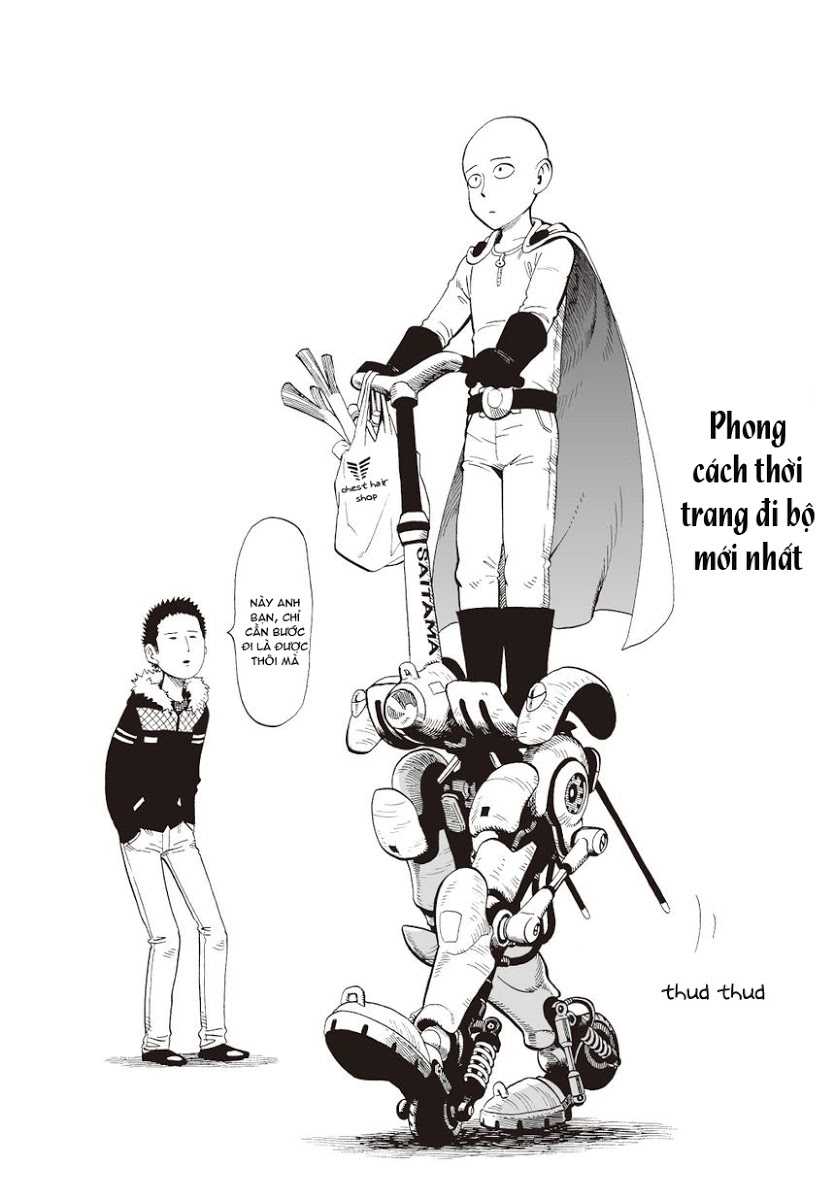 Phong
cách thời
trang đi bộ
mới nhất
chest hair
shop
SAITAMA
NÀY ANH
BẠN, CHỈ
CẦN BƯỚC
ĐI LÀ ĐƯỢC
THÔI MÀ
thud thud